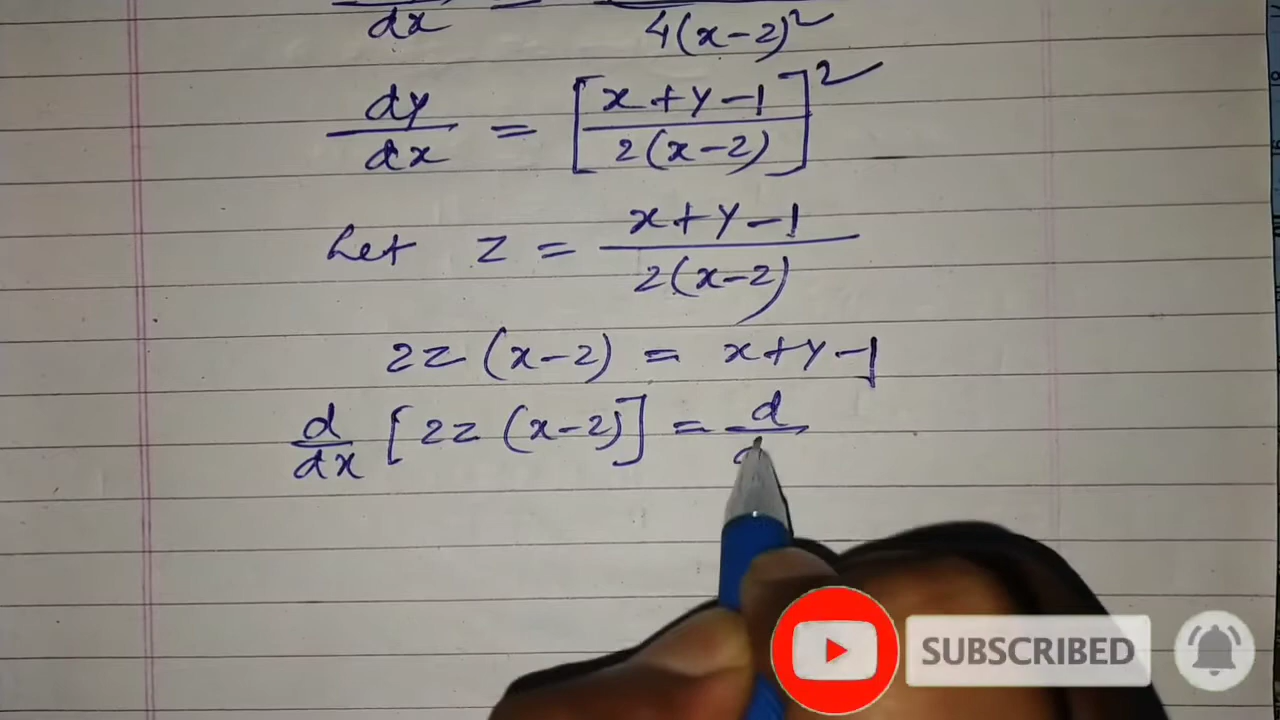 dx = 4(x-2)²
dy/dx = [x+y-1 / 2(x-2)]²
Let z = x+y-1 / 2(x-2)
2z(x-2) = x+y-1
d/dx [2z(x-2)] = d
SUBSCRIBED